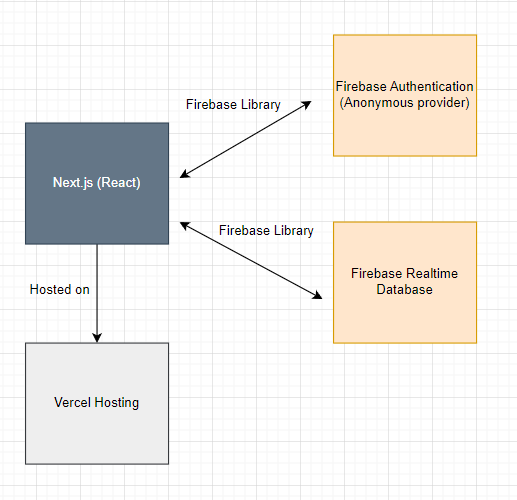 Firebase Authentication
(Anonymous provider)
Firebase Library
Next.js (React)
Firebase Library
Firebase Realtime
Database
Hosted on
Vercel Hosting